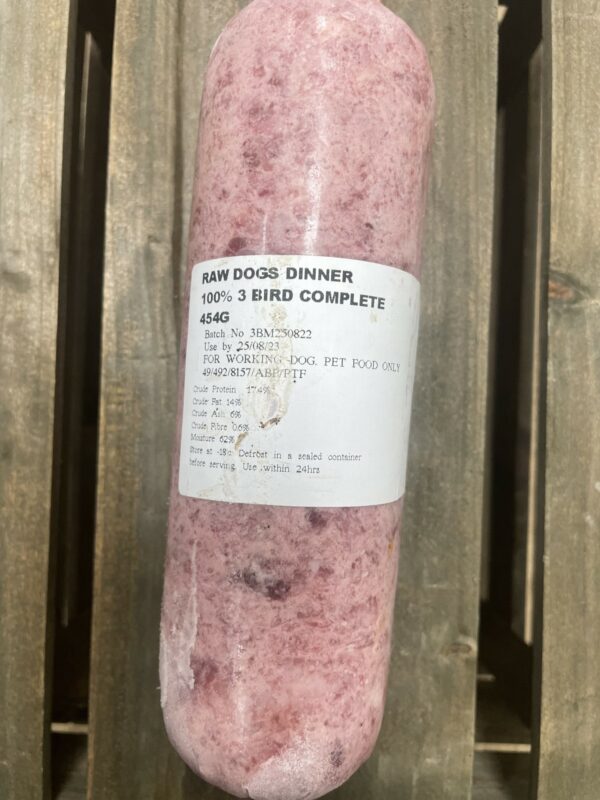 RAW DOGS DINNER
100% 3 BIRD COMPLETE
454G
Batch No 3BM250822
Use by 25/08/23
FOR WORKING DOG. PET FOOD ONLY
49/492/8157/ABP/PTF
Crude Protein 17.4%
Crude Fat 14%
Crude Ash 6%
Crude Fibre 0.6%
Moisture 62%
Store at -18c Defrost in a sealed container
before serving. Use within 24hrs